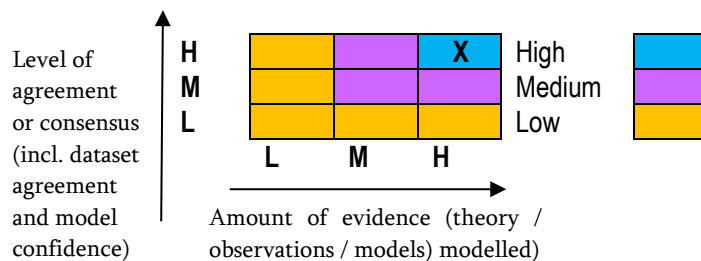 Level of
agreement
or consensus
(incl. dataset
agreement
and model
confidence)
H X High
M Medium
L Low
L M H
Amount of evidence (theory /
observations / models) modelled)